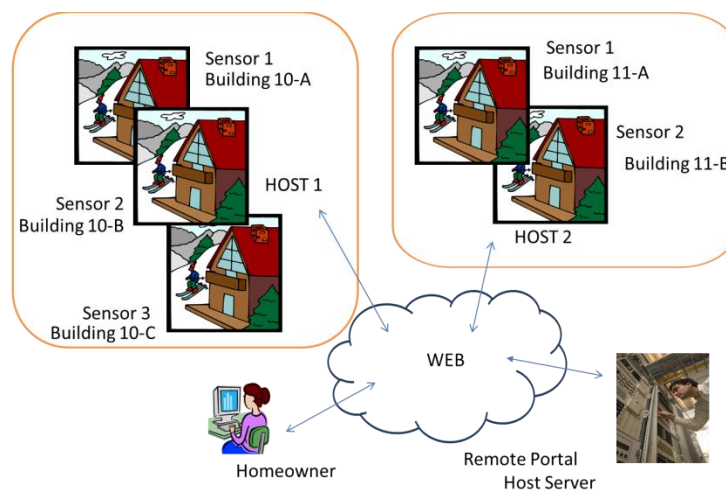 Sensor 1
Building 10-A
Sensor 2
Building 10-B
HOST 1
Sensor 3
Building 10-C
Sensor 1
Building 11-A
Sensor 2
Building 11-B
HOST 2
WEB
Homeowner
Remote Portal
Host Server